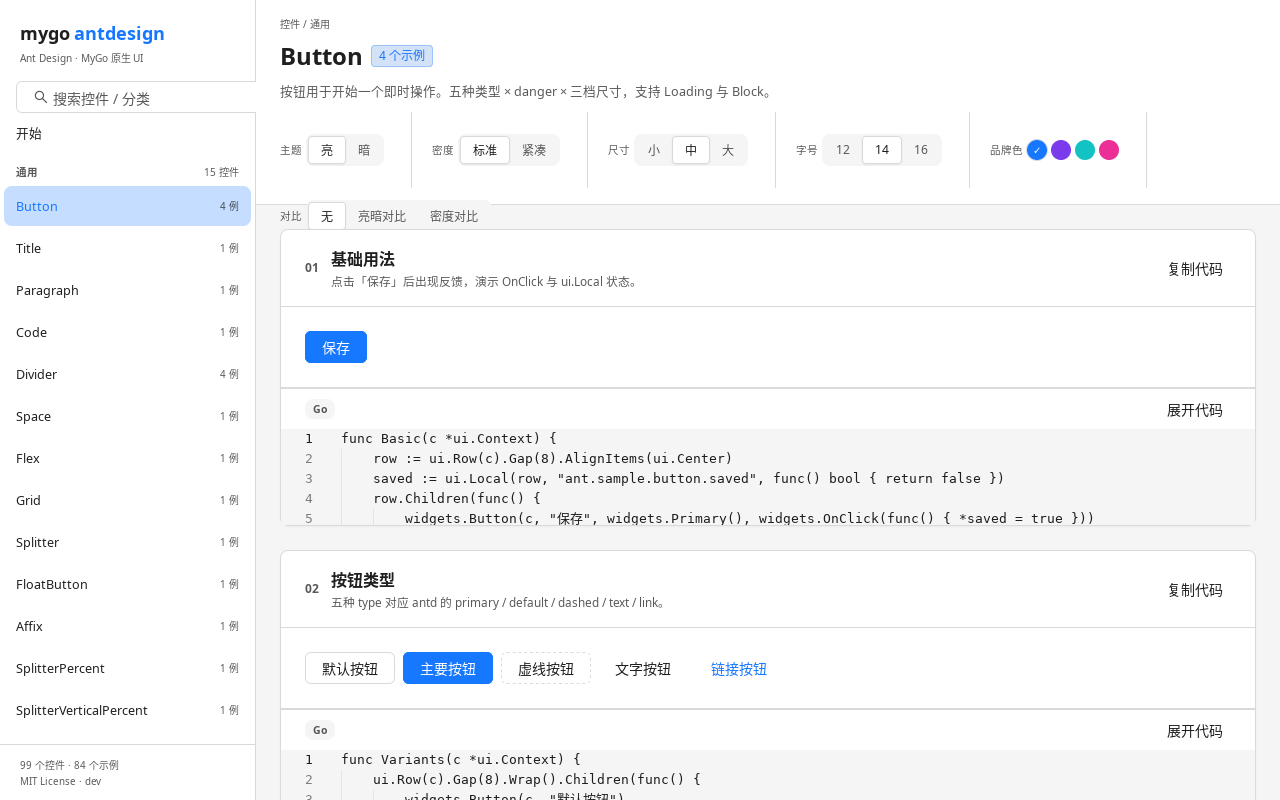 mygo antdesign
Ant Design · MyGo 原生 UI
搜索控件 / 分类
开始
通用 15 控件
Button 4 例
Title 1 例
Paragraph 1 例
Code 1 例
Divider 4 例
Space 1 例
Flex 1 例
Grid 1 例
Splitter 1 例
FloatButton 1 例
Affix 1 例
SplitterPercent 1 例
SplitterVerticalPercent 1 例
99 个控件 · 84 个示例
MIT License · dev
控件 / 通用
Button 4 个示例
按钮用于开始一个即时操作。五种类型 × danger × 三档尺寸，支持 Loading 与 Block。
主题 亮 暗 密度 标准 紧凑 尺寸 小 中 大 字号 12 14 16 品牌色 ✓
对比 无 亮暗对比 密度对比
01 基础用法 复制代码
点击「保存」后出现反馈，演示 OnClick 与 ui.Local 状态。
保存
Go 展开代码
1 func Basic(c *ui.Context) {
2 row := ui.Row(c).Gap(8).AlignItems(ui.Center)
3 saved := ui.Local(row, "ant.sample.button.saved", func() bool { return false })
4 row.Children(func() {
5 widgets.Button(c, "保存", widgets.Primary(), widgets.OnClick(func() { *saved = true }))
02 按钮类型 复制代码
五种 type 对应 antd 的 primary / default / dashed / text / link。
默认按钮 主要按钮 虚线按钮 文字按钮 链接按钮
Go 展开代码
1 func Variants(c *ui.Context) {
2 ui.Row(c).Gap(8).Wrap().Children(func() {
3 widgets.Button(c, "默认按钮")